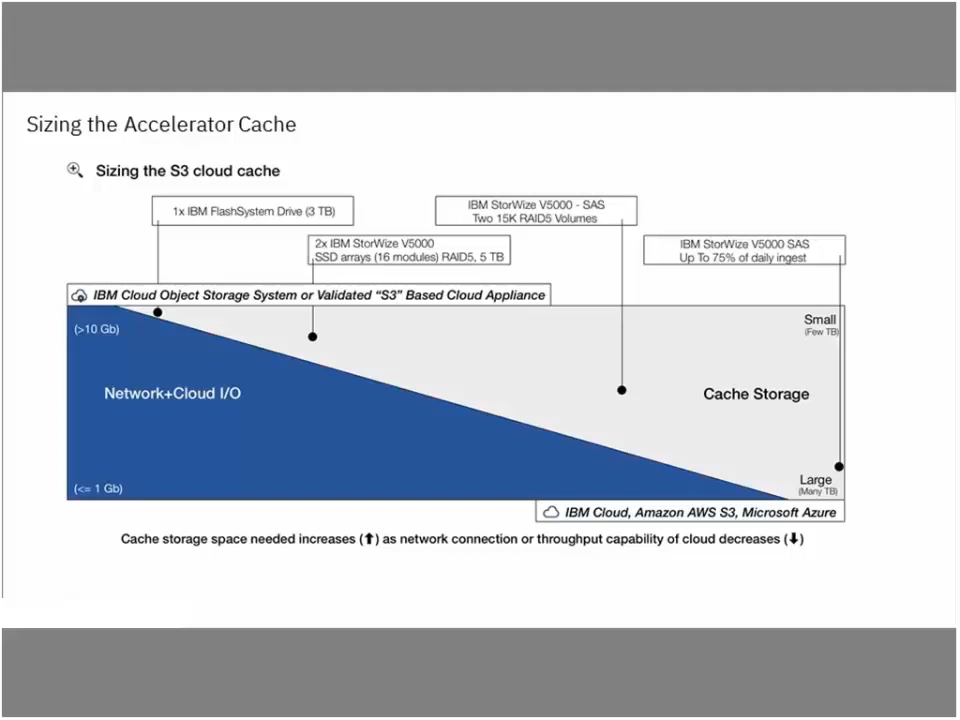 Sizing the Accelerator Cache
Sizing the S3 cloud cache
1x IBM FlashSystem Drive (3 TB)
IBM StorWize V5000 - SAS
Two 15K RAID5 Volumes
2x IBM StorWize V5000
SSD arrays (16 modules) RAID5, 5 TB
IBM StorWize V5000 SAS
Up To 75% of daily ingest
IBM Cloud Object Storage System or Validated “S3” Based Cloud Appliance
(>10 Gb)
Small
(Few TB)
Network+Cloud I/O
Cache Storage
(<= 1 Gb)
Large
(Many TB)
IBM Cloud, Amazon AWS S3, Microsoft Azure
Cache storage space needed increases (⬆) as network connection or throughput capability of cloud decreases (⬇)